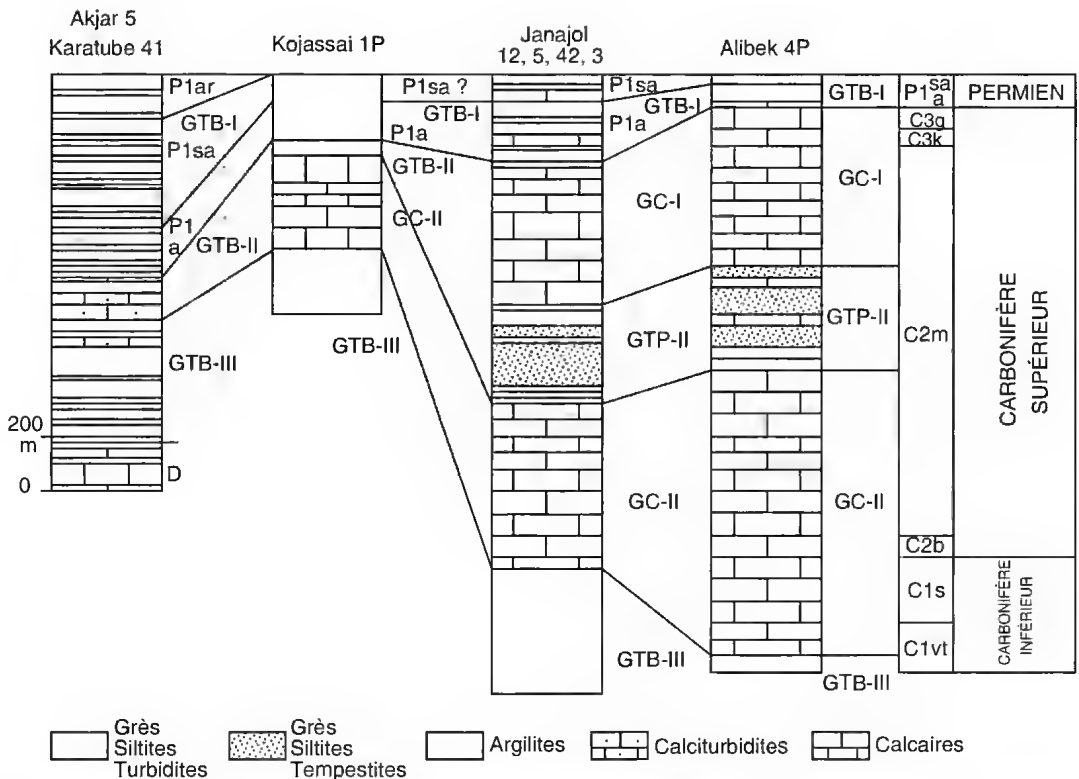 Akjar 5
Karatube 41
Kojassai 1P
Janajol
12, 5, 42, 3
Alibek 4P
P1ar
GTB-I
P1sa
P1
a
GTB-II
GTB-III
200
m
0
D
P1sa ?
GTB-I
P1a
GTB-II
GC-II
GTB-III
P1sa
GTB-I
P1a
GC-I
GTP-II
GC-II
GTB-III
GTB-I
GC-I
GTP-II
GC-II
GTB-III
P1sa
a
C3g
C3k
C2m
C2b
C1s
C1vt
PERMIEN
CARBONIFÈRE
SUPÉRIEUR
CARBONIFÈRE
INFÉRIEUR
Grès
Siltites
Turbidites
Grès
Siltites
Tempestites
Argilites
Calciturbidites
Calcaires